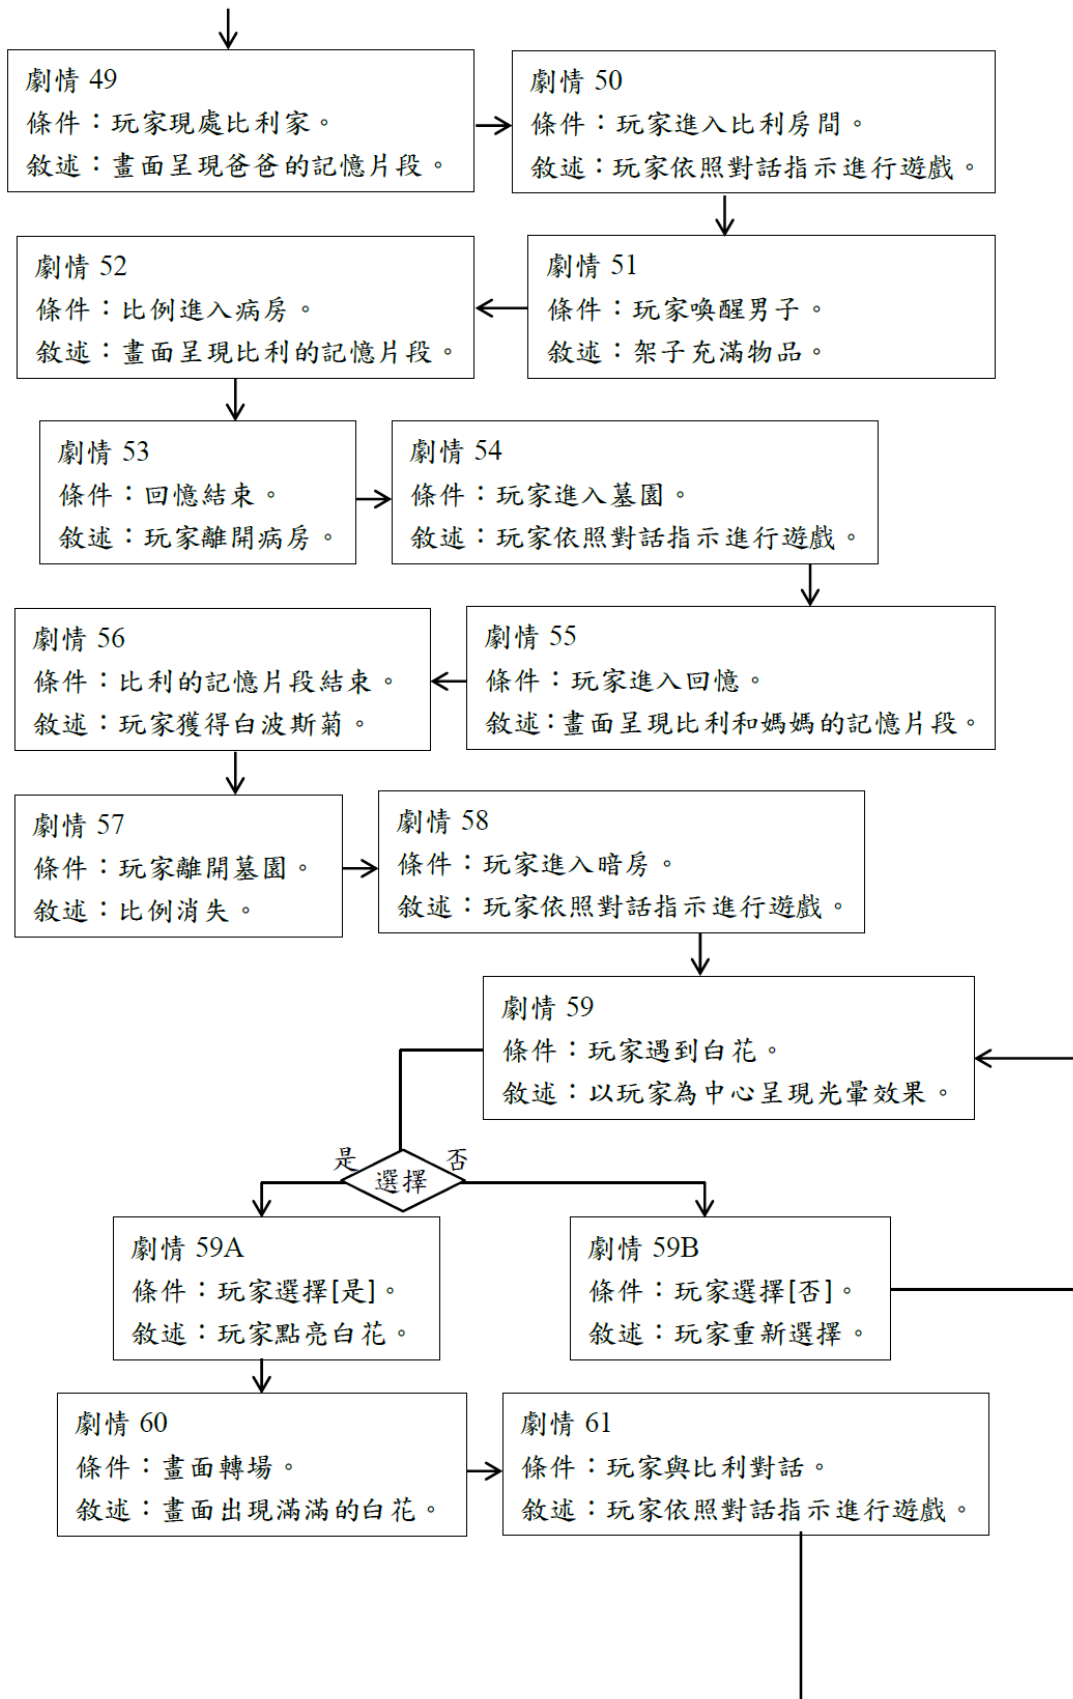 劇情 49
條件：玩家現處比利家。
敘述：畫面呈現爸爸的記憶片段。
劇情 50
條件：玩家進入比利房間。
敘述：玩家依照對話指示進行遊戲。
劇情 51
條件：玩家喚醒男子。
敘述：架子充滿物品。
劇情 52
條件：比例進入病房。
敘述：畫面呈現比利的記憶片段。
劇情 53
條件：回憶結束。
敘述：玩家離開病房。
劇情 54
條件：玩家進入墓園。
敘述：玩家依照對話指示進行遊戲。
劇情 55
條件：玩家進入回憶。
敘述：畫面呈現比利和媽媽的記憶片段。
劇情 56
條件：比利的記憶片段結束。
敘述：玩家獲得白波斯菊。
劇情 57
條件：玩家離開墓園。
敘述：比例消失。
劇情 58
條件：玩家進入暗房。
敘述：玩家依照對話指示進行遊戲。
劇情 59
條件：玩家遇到白花。
敘述：以玩家為中心呈現光暈效果。
是
選擇
否
劇情 59A
條件：玩家選擇[是]。
敘述：玩家點亮白花。
劇情 59B
條件：玩家選擇[否]。
敘述：玩家重新選擇。
劇情 60
條件：畫面轉場。
敘述：畫面出現滿滿的白花。
劇情 61
條件：玩家與比利對話。
敘述：玩家依照對話指示進行遊戲。